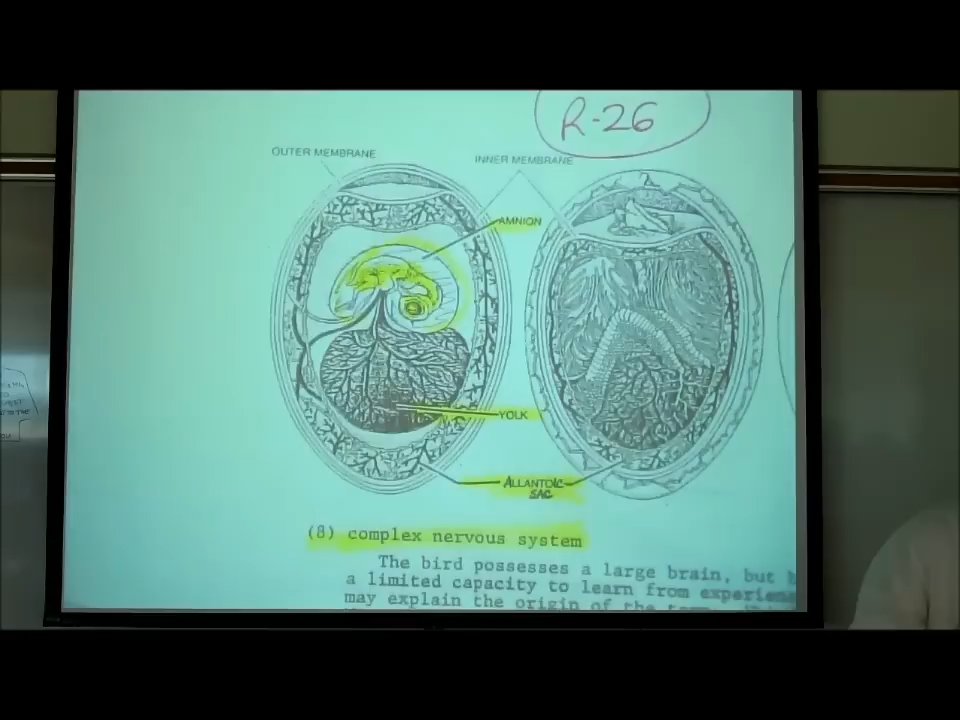 R-26
OUTER MEMBRANE
INNER MEMBRANE
AMNION
YOLK
ALLANTOIC
SAC
(8) complex nervous system
The bird possesses a large brain, but
a limited capacity to learn from
may explain the origin of the